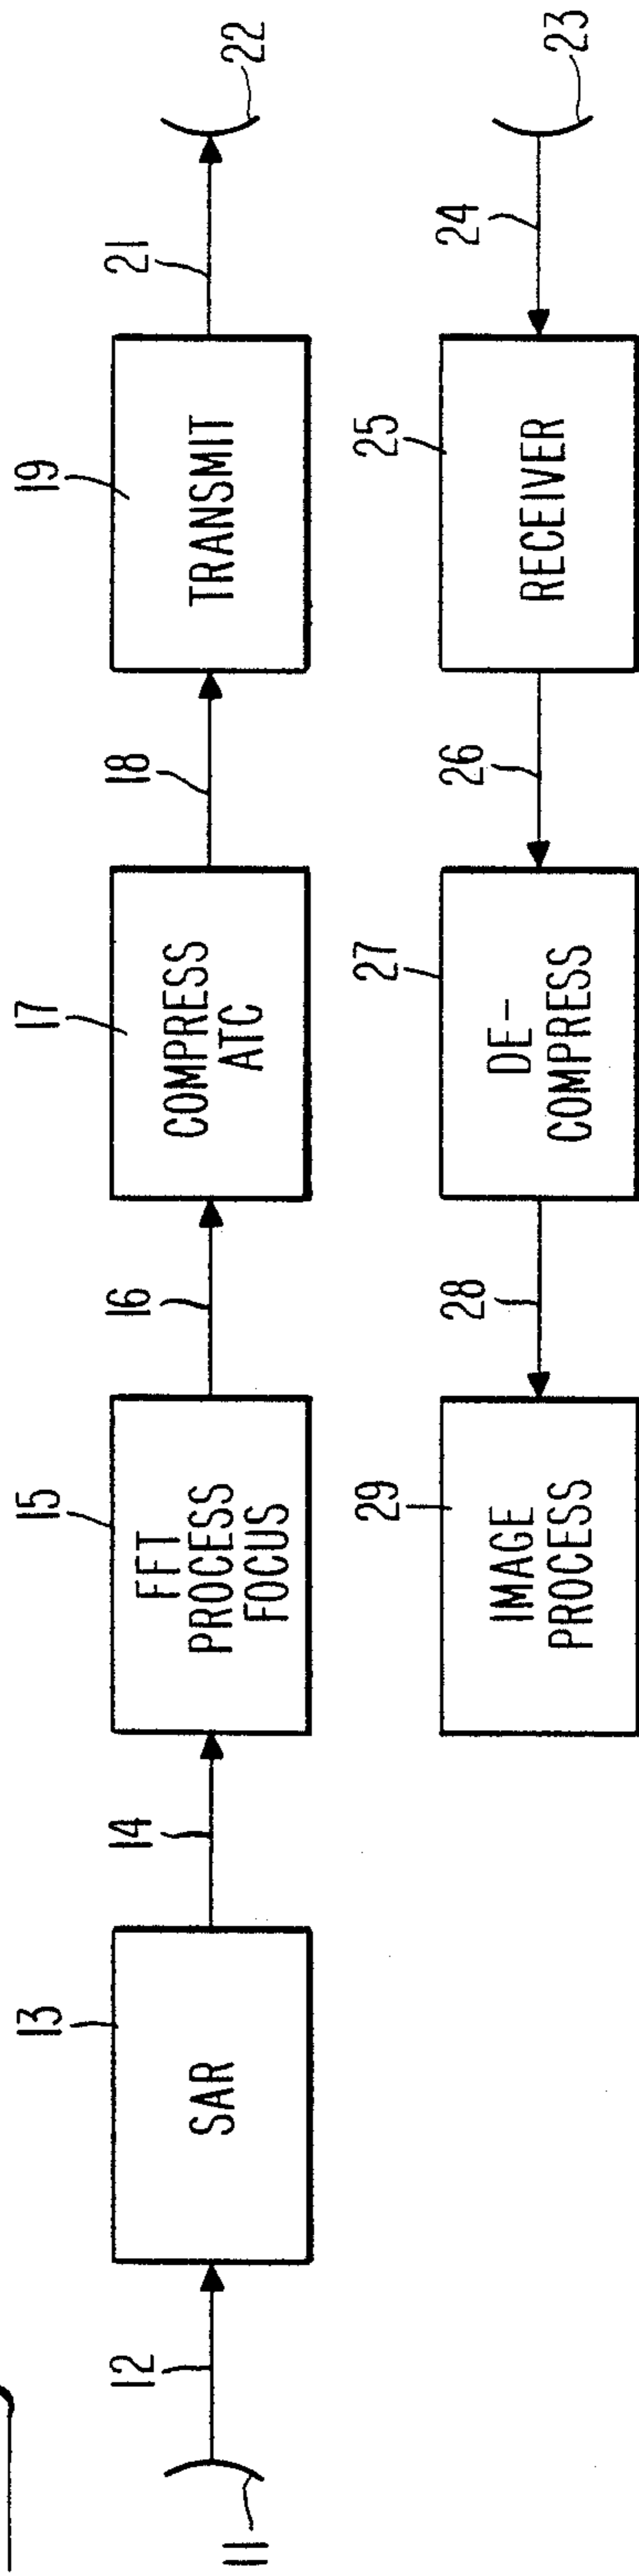 11
12
13
SAR
14
15
FFT
PROCESS
FOCUS
16
17
COMPRESS
ATC
18
19
TRANSMIT
21
22
29
IMAGE
PROCESS
28
27
DE-
COMPRESS
26
25
RECEIVER
24
23